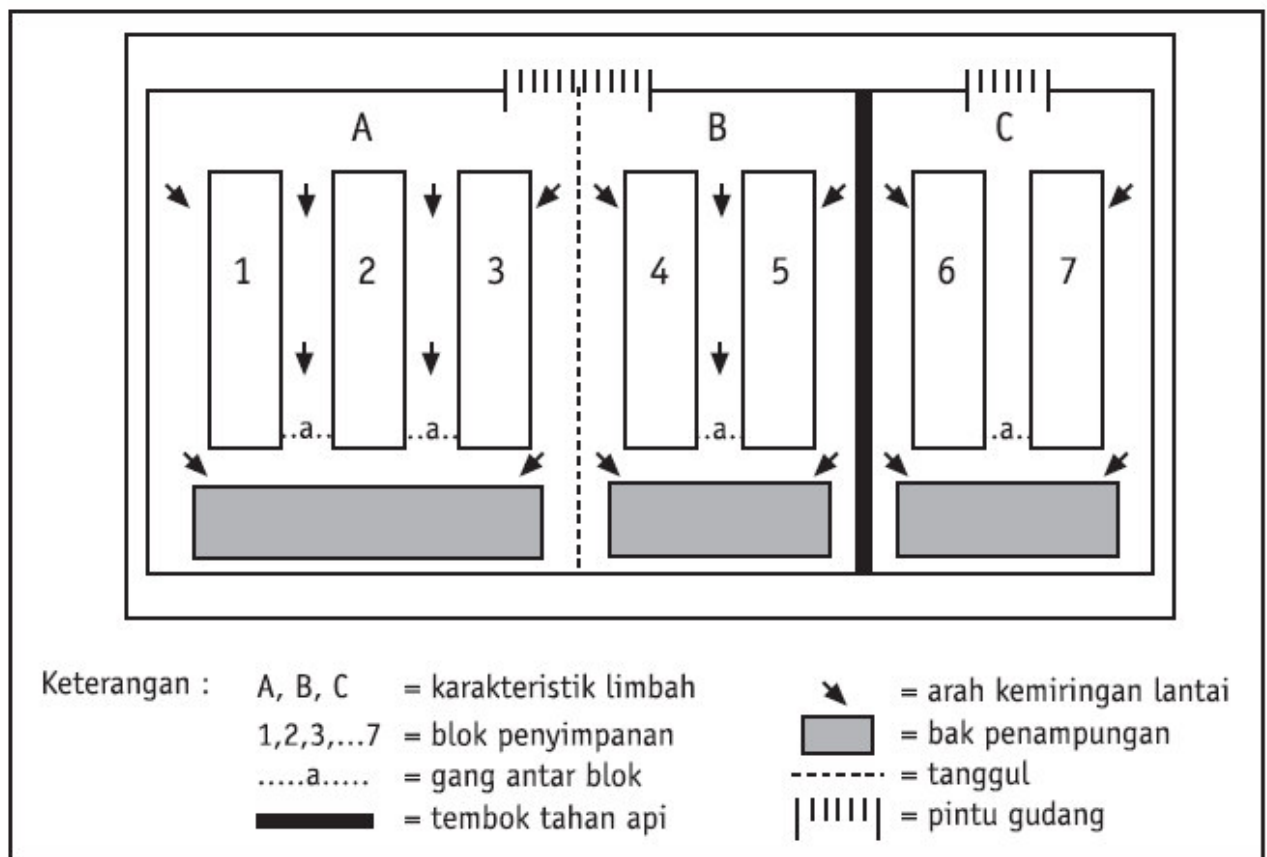 A B C
1 2 3 4 5 6 7
..a.. ..a.. ..a.. .a..
Keterangan :
A, B, C = karakteristik limbah
1,2,3,...7 = blok penyimpanan
.....a..... = gang antar blok
= tembok tahan api
= arah kemiringan lantai
= bak penampungan
= tanggul
= pintu gudang